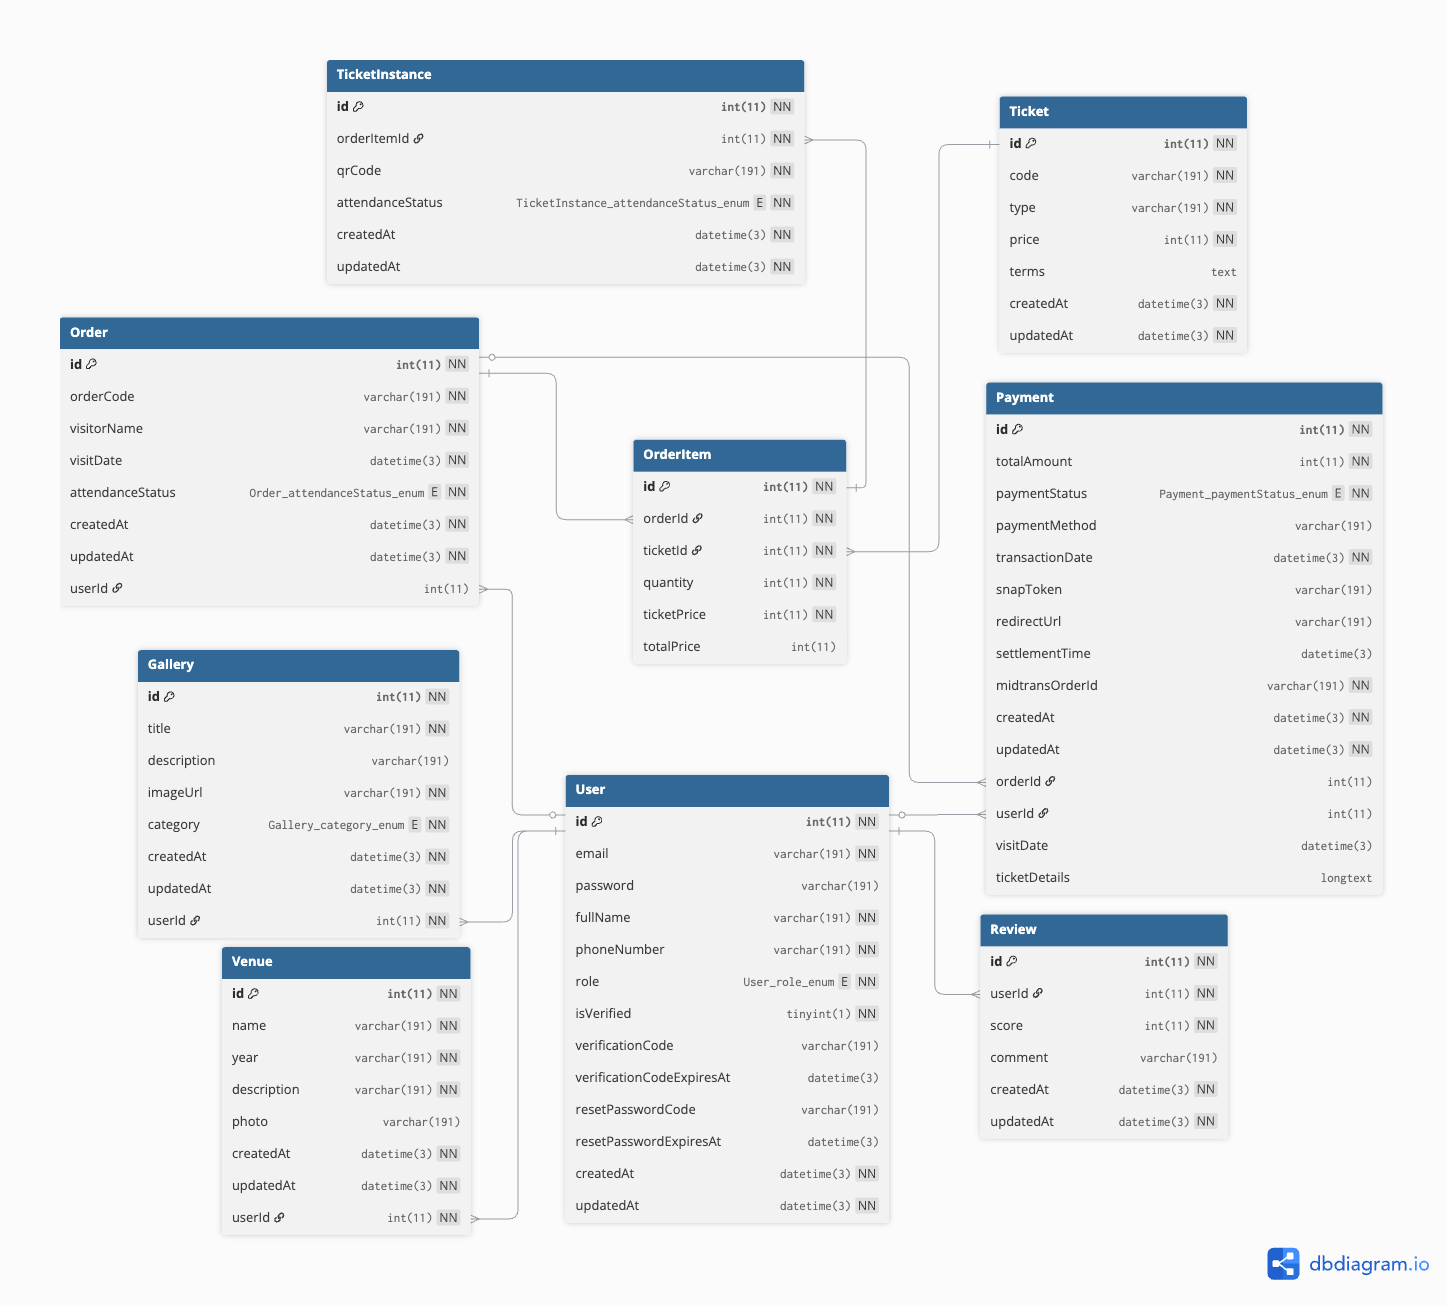 TicketInstance
id int(11) NN
orderItemId int(11) NN
qrCode varchar(191) NN
attendanceStatus TicketInstance_attendanceStatus_enum E NN
createdAt datetime(3) NN
updatedAt datetime(3) NN
Ticket
id int(11) NN
code varchar(191) NN
type varchar(191) NN
price int(11) NN
terms text
createdAt datetime(3) NN
updatedAt datetime(3) NN
Order
id int(11) NN
orderCode varchar(191) NN
visitorName varchar(191) NN
visitDate datetime(3) NN
attendanceStatus Order_attendanceStatus_enum E NN
createdAt datetime(3) NN
updatedAt datetime(3) NN
userId int(11)
OrderItem
id int(11) NN
orderId int(11) NN
ticketId int(11) NN
quantity int(11) NN
ticketPrice int(11) NN
totalPrice int(11)
Payment
id int(11) NN
totalAmount int(11) NN
paymentStatus Payment_paymentStatus_enum E NN
paymentMethod varchar(191)
transactionDate datetime(3) NN
snapToken varchar(191)
redirectUrl varchar(191)
settlementTime datetime(3)
midtransOrderId varchar(191) NN
createdAt datetime(3) NN
updatedAt datetime(3) NN
orderId int(11)
userId int(11)
visitDate datetime(3)
ticketDetails longtext
Gallery
id int(11) NN
title varchar(191) NN
description varchar(191)
imageUrl varchar(191) NN
category Gallery_category_enum E NN
createdAt datetime(3) NN
updatedAt datetime(3) NN
userId int(11) NN
User
id int(11) NN
email varchar(191) NN
password varchar(191)
fullName varchar(191) NN
phoneNumber varchar(191) NN
role User_role_enum E NN
isVerified tinyint(1) NN
verificationCode varchar(191)
verificationCodeExpiresAt datetime(3)
resetPasswordCode varchar(191)
resetPasswordExpiresAt datetime(3)
createdAt datetime(3) NN
updatedAt datetime(3) NN
Review
id int(11) NN
userId int(11) NN
score int(11) NN
comment varchar(191)
createdAt datetime(3) NN
updatedAt datetime(3) NN
Venue
id int(11) NN
name varchar(191) NN
year varchar(191) NN
description varchar(191) NN
photo varchar(191)
createdAt datetime(3) NN
updatedAt datetime(3) NN
userId int(11) NN
dbdiagram.io